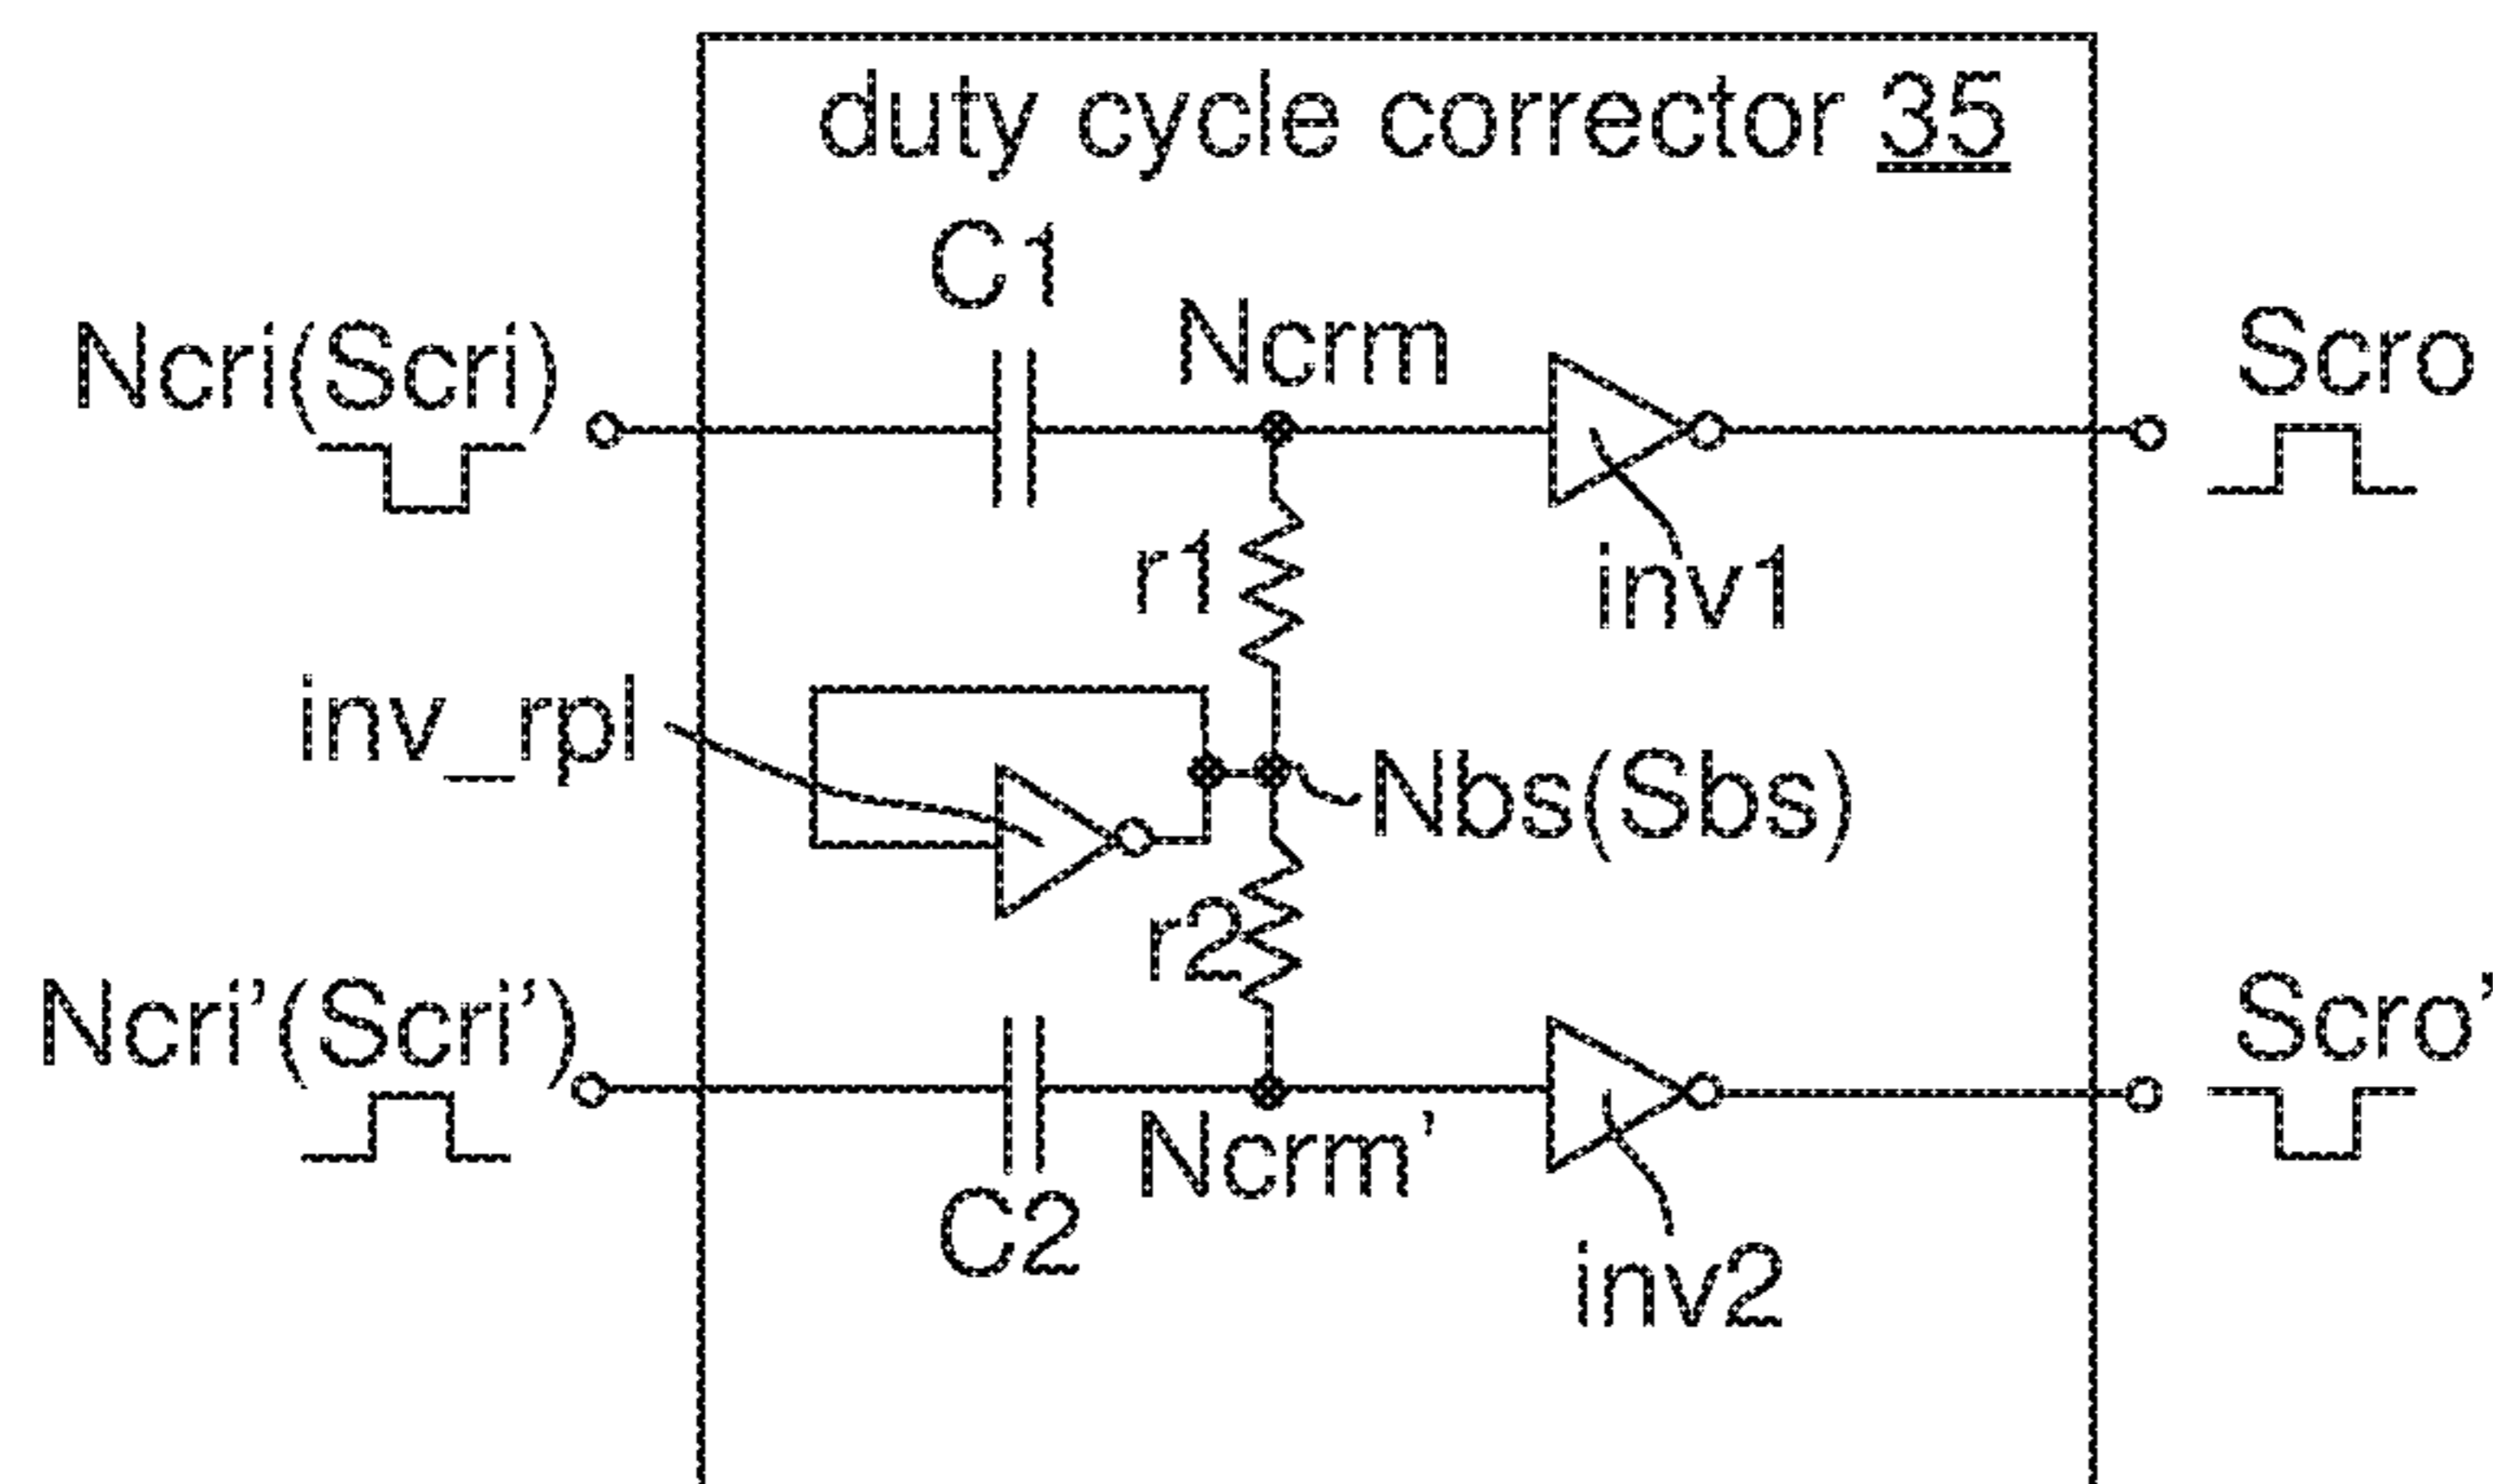 duty cycle corrector 35
C1
Ncri(Scri)
Ncrm
Scro
r1
inv1
inv_rpl
Nbs(Sbs)
r2
Ncri'(Scri')
Ncrm'
Scro'
C2
inv2